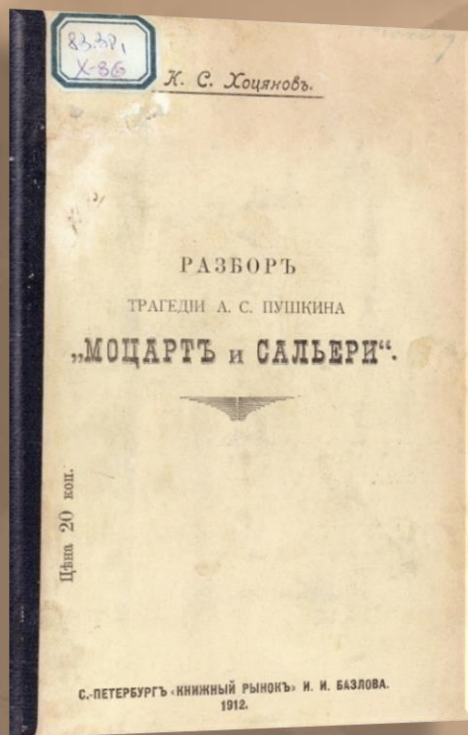 83.3Р1
Х-86
К. С. Хоцяновъ.
РАЗБОРЪ
ТРАГЕДІИ А. С. ПУШКИНА
„МОЦАРТЪ и САЛЬЕРИ“.
Цѣна 20 коп.
С.-ПЕТЕРБУРГЪ «КНИЖНЫЙ РЫНОКЪ» И. И. БАЗЛОВА.
1912.